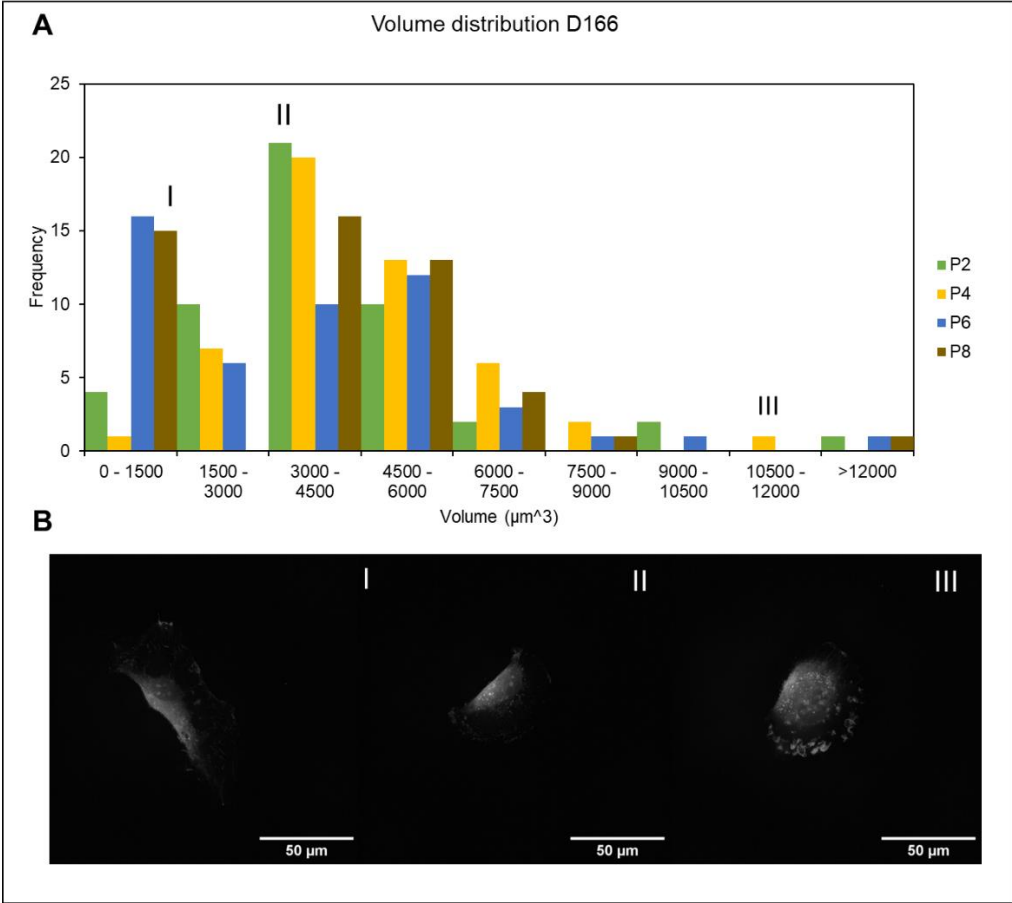 A
Volume distribution D166
25
20
15
10
5
0
Frequency
I
II
III
0 - 1500
1500 -
3000
3000 -
4500
4500 -
6000
6000 -
7500
7500 -
9000
9000 -
10500
10500 -
12000
>12000
Volume (µm^3)
P2
P4
P6
P8
B
I
II
III
50 µm
50 µm
50 µm